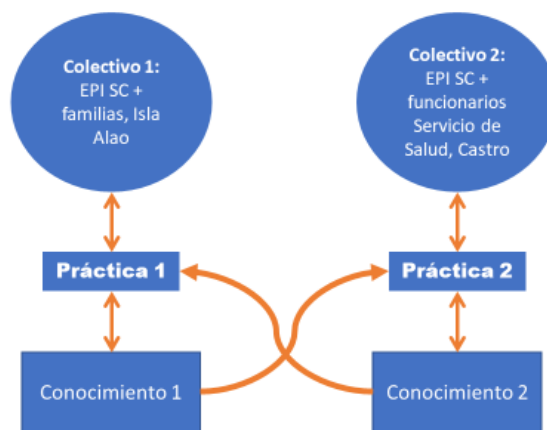 Colectivo 1:
EPI SC +
familias, Isla
Alao
Colectivo 2:
EPI SC +
funcionarios
Servicio de
Salud, Castro
Práctica 1
Práctica 2
Conocimiento 1
Conocimiento 2